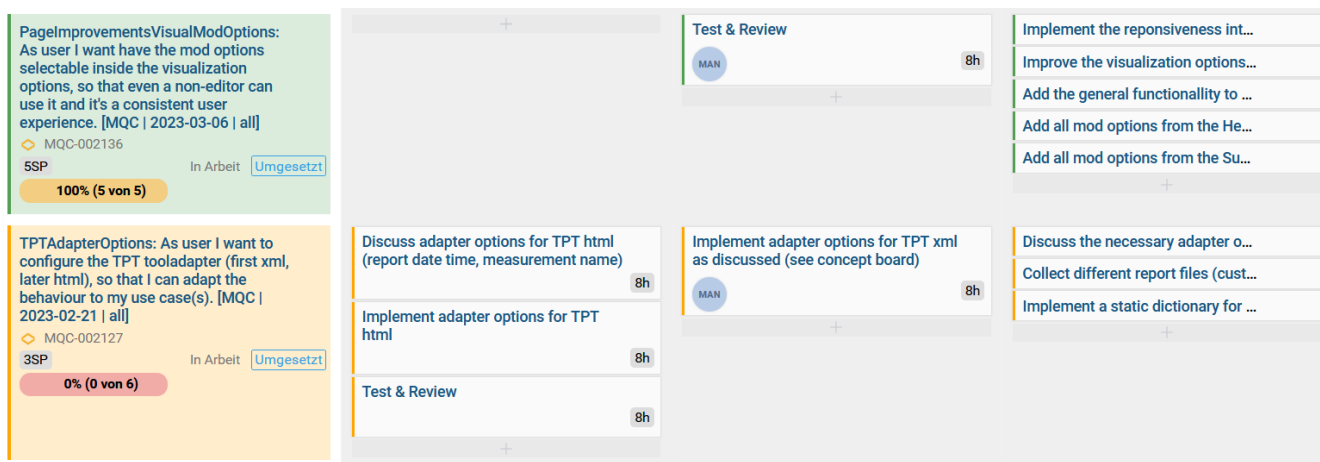 PageImprovementsVisualModOptions:
As user I want have the mod options
selectable inside the visualization
options, so that even a non-editor can
use it and it's a consistent user
experience. [MQC | 2023-03-06 | all]
MQC-002136
5SP In Arbeit Umgesetzt
100% (5 von 5)
+
Test & Review
MAN 8h
+
Implement the reponsiveness int...
Improve the visualization options...
Add the general functionallity to ...
Add all mod options from the He...
Add all mod options from the Su...
+
TPTAdapterOptions: As user I want to
configure the TPT tooladapter (first xml,
later html), so that I can adapt the
behaviour to my use case(s). [MQC |
2023-02-21 | all]
MQC-002127
3SP In Arbeit Umgesetzt
0% (0 von 6)
Discuss adapter options for TPT html
(report date time, measurement name)
8h
Implement adapter options for TPT
html
8h
Test & Review
8h
+
Implement adapter options for TPT xml
as discussed (see concept board)
MAN 8h
+
Discuss the necessary adapter o...
Collect different report files (cust...
Implement a static dictionary for ...
+